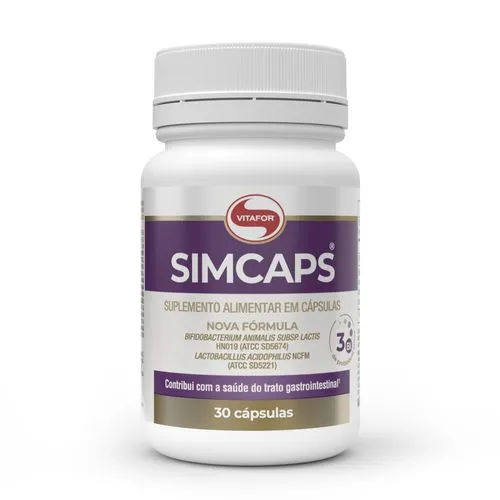 VITAFOR
SIMCAPS®
SUPLEMENTO ALIMENTAR EM CÁPSULAS
NOVA FÓRMULA
BIFIDOBACTERIUM ANIMALIS SUBSP. LACTIS
HN019 (ATCC SD5674)
LACTOBACILLUS ACIDOPHILUS NCFM
(ATCC SD5221)
3 B
Contribui com a saúde do trato gastrointestinal¹
30 cápsulas